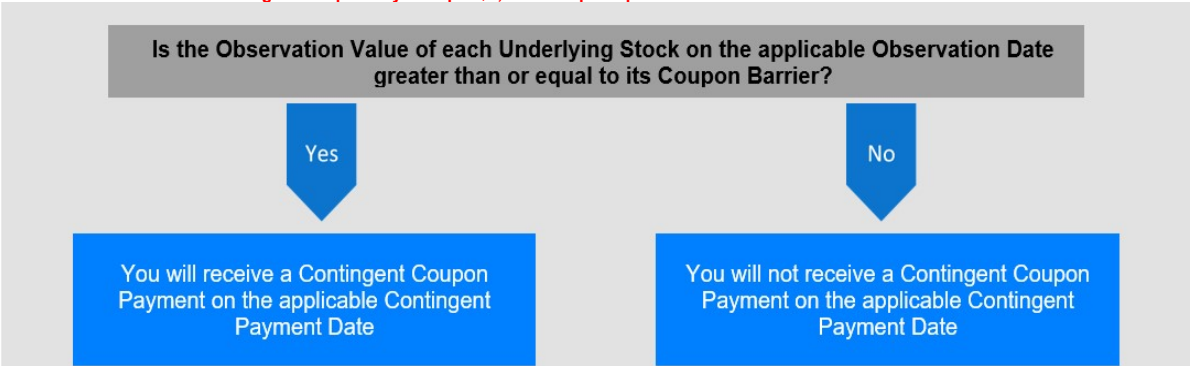 Is the Observation Value of each Underlying Stock on the applicable Observation Date
greater than or equal to its Coupon Barrier?
Yes
No
You will receive a Contingent Coupon
Payment on the applicable Contingent
Payment Date
You will not receive a Contingent Coupon
Payment on the applicable Contingent
Payment Date